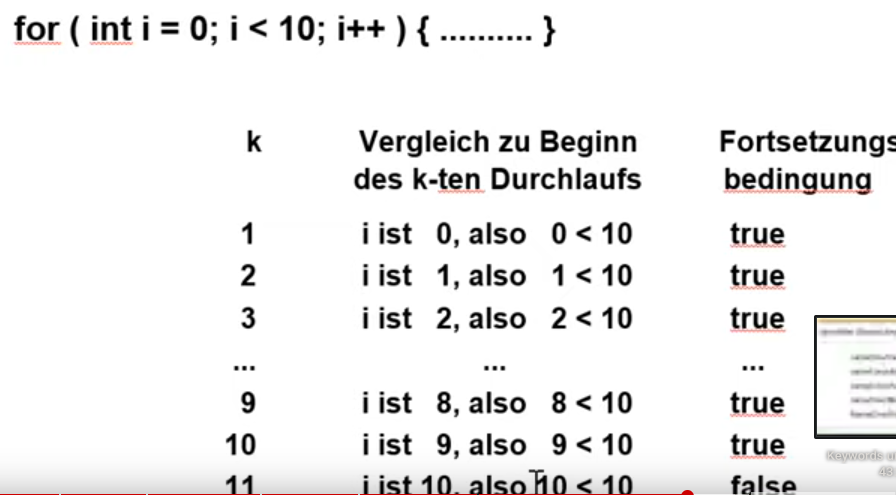 for ( int i = 0; i < 10; i++ ) { .......... }
k Vergleich zu Beginn Fortsetzungs
des k-ten Durchlaufs bedingung
1 i ist 0, also 0 < 10 true
2 i ist 1, also 1 < 10 true
3 i ist 2, also 2 < 10 true
... ... ...
9 i ist 8, also 8 < 10 true
10 i ist 9, also 9 < 10 true
11 i ist 10, also 10 < 10 false
Keywords
43